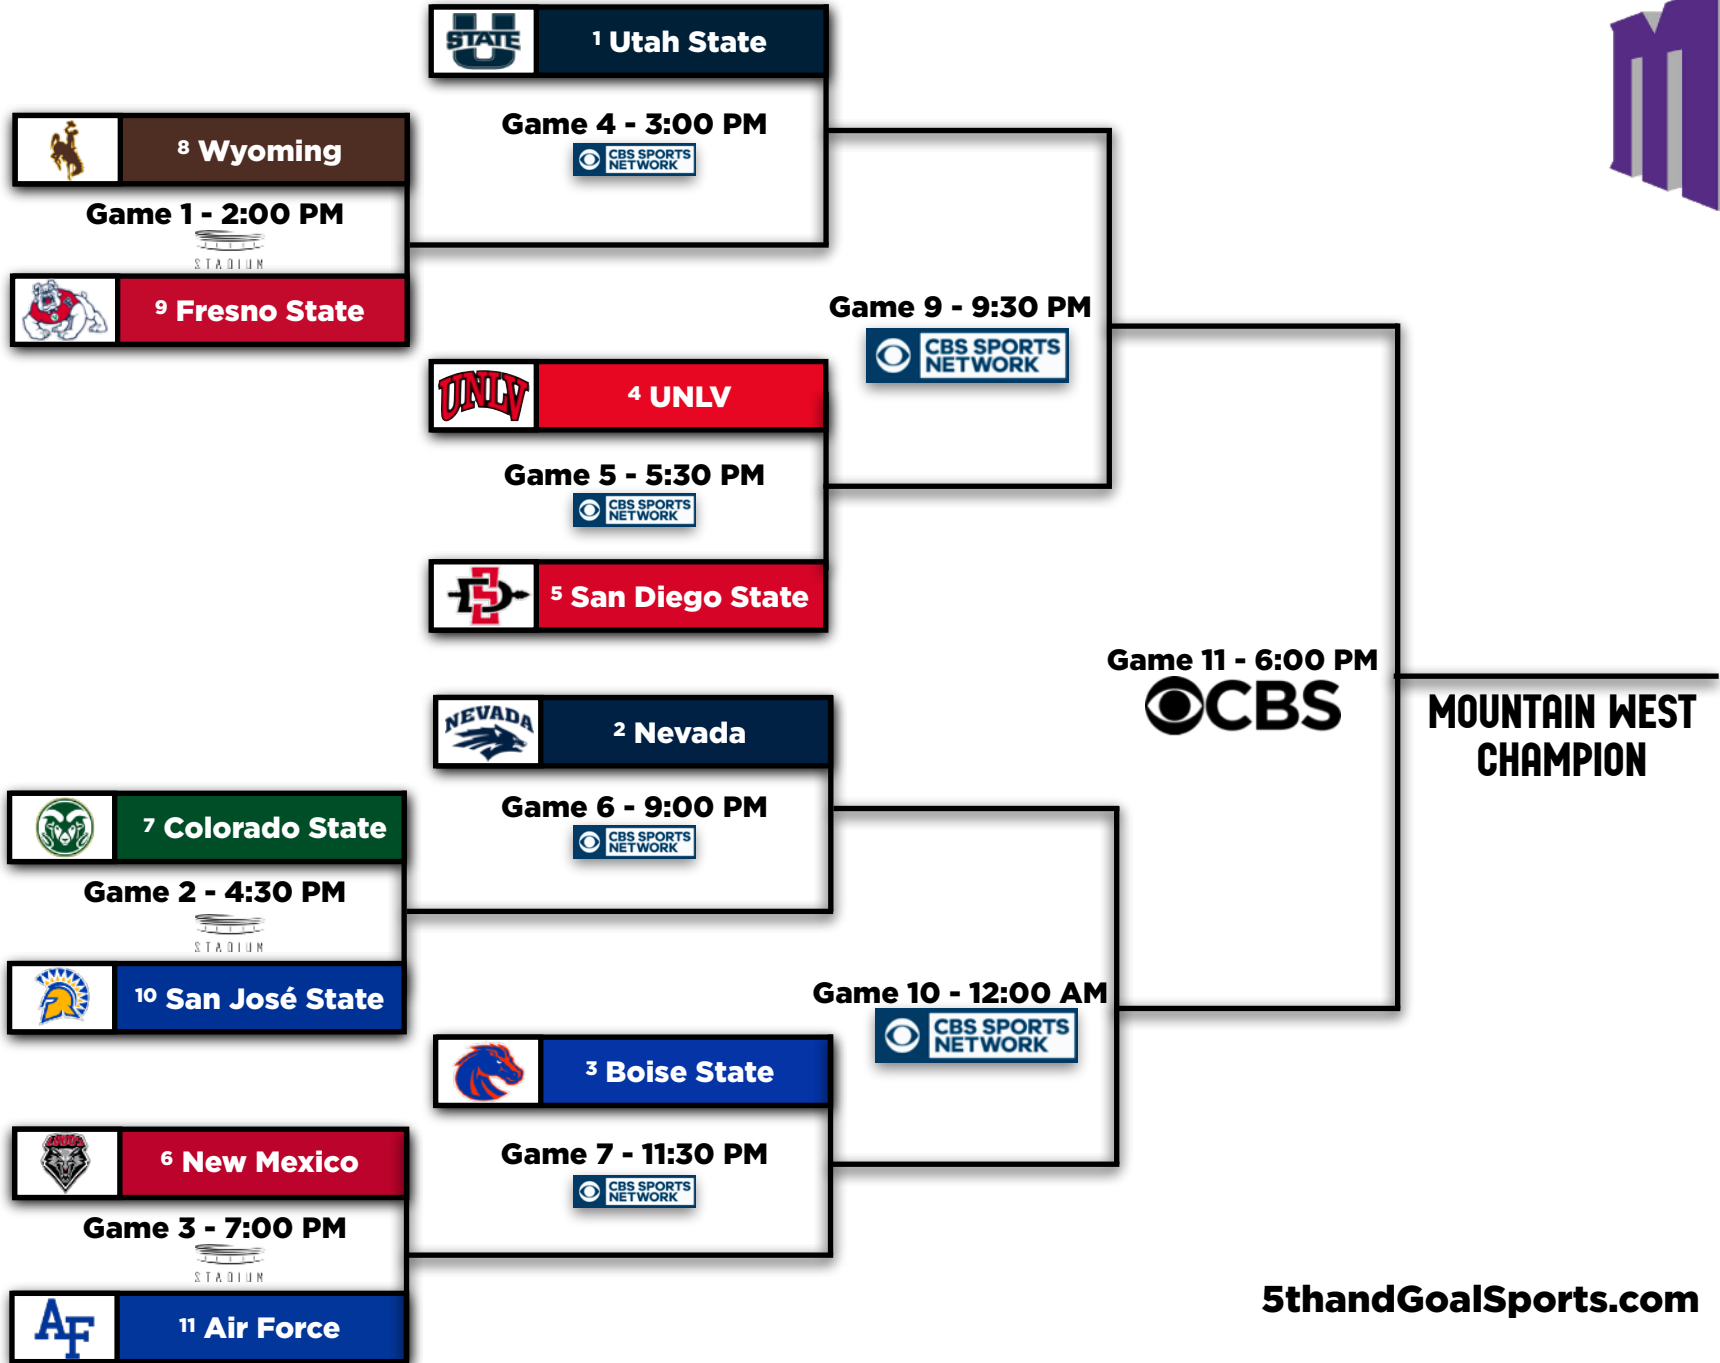 STATE
U
1 Utah State
Game 4 - 3:00 PM
CBS SPORTS
NETWORK
8 Wyoming
Game 1 - 2:00 PM
STADIUM
9 Fresno State
Game 9 - 9:30 PM
CBS SPORTS
NETWORK
UNLV
4 UNLV
Game 5 - 5:30 PM
CBS SPORTS
NETWORK
SD
5 San Diego State
Game 11 - 6:00 PM
CBS
MOUNTAIN WEST
CHAMPION
NEVADA
2 Nevada
Game 6 - 9:00 PM
CBS SPORTS
NETWORK
7 Colorado State
Game 2 - 4:30 PM
STADIUM
10 San José State
Game 10 - 12:00 AM
CBS SPORTS
NETWORK
3 Boise State
Game 7 - 11:30 PM
CBS SPORTS
NETWORK
LOBOS
6 New Mexico
Game 3 - 7:00 PM
STADIUM
AF
11 Air Force
M
5thandGoalSports.com